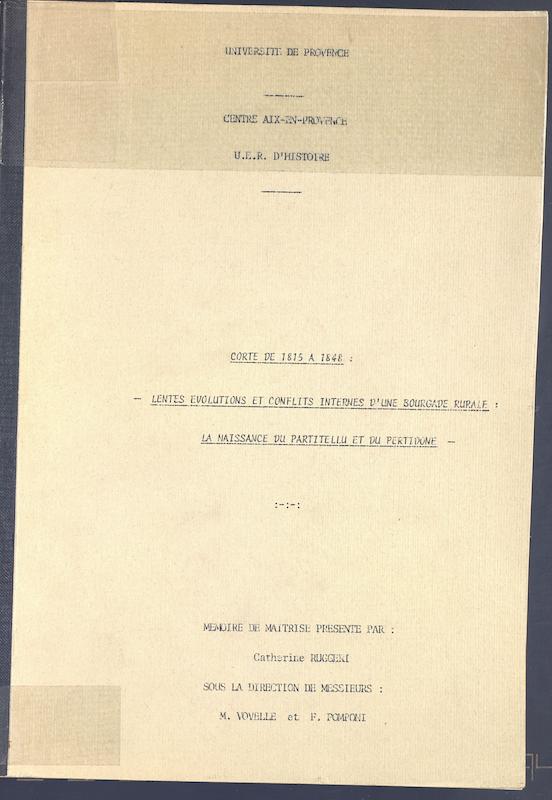 UNIVERSITE DE PROVENCE
CENTRE AIX-EN-PROVENCE
U.E.R. D'HISTOIRE
CORTE DE 1815 A 1848 :
- LENTES EVOLUTIONS ET CONFLITS INTERNES D'UNE BOURGADE RURALE :
LA NAISSANCE DU PARTITELLU ET DU PERTIDONE -
:-:-:
MEMOIRE DE MAITRISE PRESENTE PAR :
Catherine RUGGERI
SOUS LA DIRECTION DE MESSIEURS :
M. VOVELLE et F. POMPONI